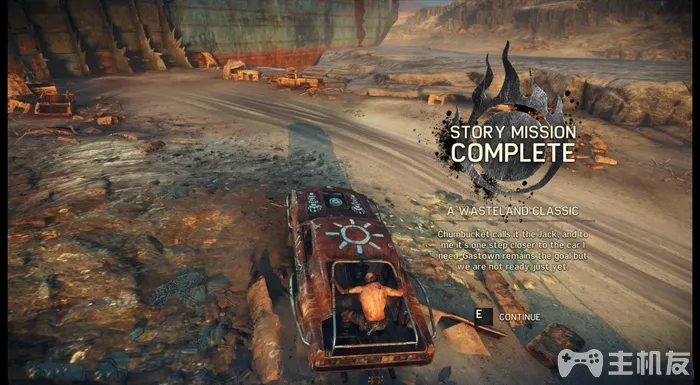 STORY MISSION
COMPLETE
A WASTELAND CLASSIC
Chumbucket calls it the Jack, and to
me it's one step closer to the car I
need. Gastown remains the goal but
we are not ready, just yet.
E CONTINUE
主机友